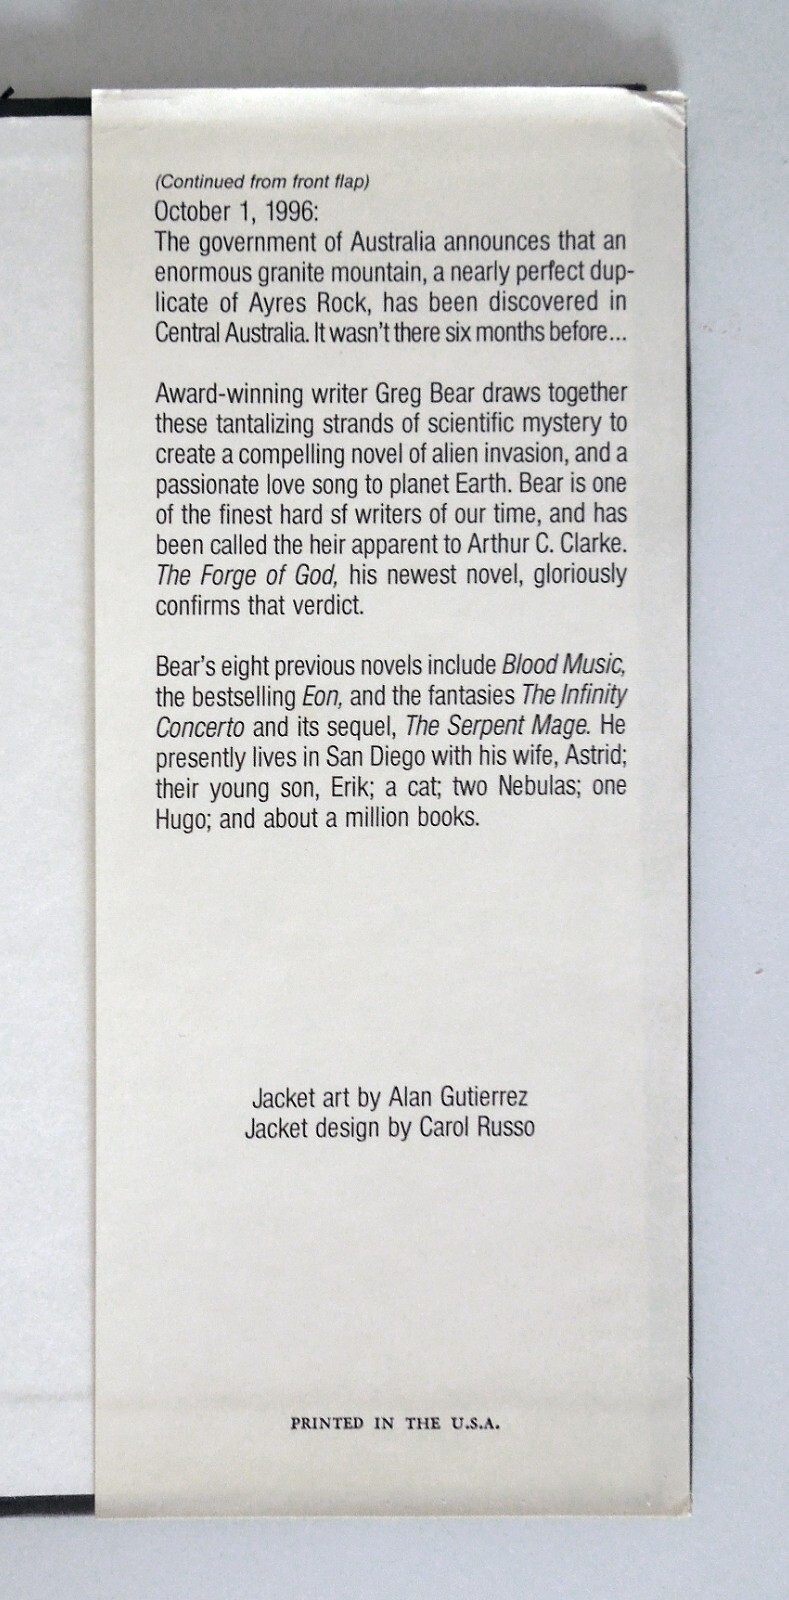 (Continued from front flap)
October 1, 1996:
The government of Australia announces that an
enormous granite mountain, a nearly perfect dup-
licate of Ayres Rock, has been discovered in
Central Australia. It wasn't there six months before...
Award-winning writer Greg Bear draws together
these tantalizing strands of scientific mystery to
create a compelling novel of alien invasion, and a
passionate love song to planet Earth. Bear is one
of the finest hard sf writers of our time, and has
been called the heir apparent to Arthur C. Clarke.
The Forge of God, his newest novel, gloriously
confirms that verdict.
Bear's eight previous novels include Blood Music,
the bestselling Eon, and the fantasies The Infinity
Concerto and its sequel, The Serpent Mage. He
presently lives in San Diego with his wife, Astrid;
their young son, Erik; a cat; two Nebulas; one
Hugo; and about a million books.
Jacket art by Alan Gutierrez
Jacket design by Carol Russo
PRINTED IN THE U.S.A.